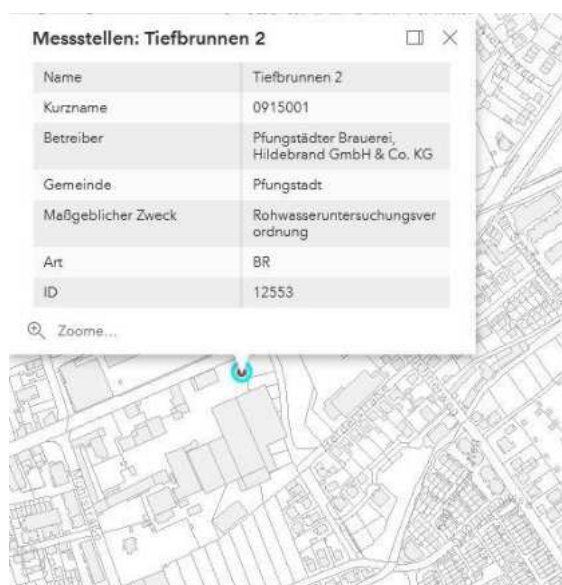 Messstellen: Tiefbrunnen 2
Name Tiefbrunnen 2
Kurzname 0915001
Betreiber Pfungstädter Brauerei,
Hildebrand GmbH & Co. KG
Gemeinde Pfungstadt
Maßgeblicher Zweck Rohwasseruntersuchungsver
ordnung
Art BR
ID 12553
Zoome...